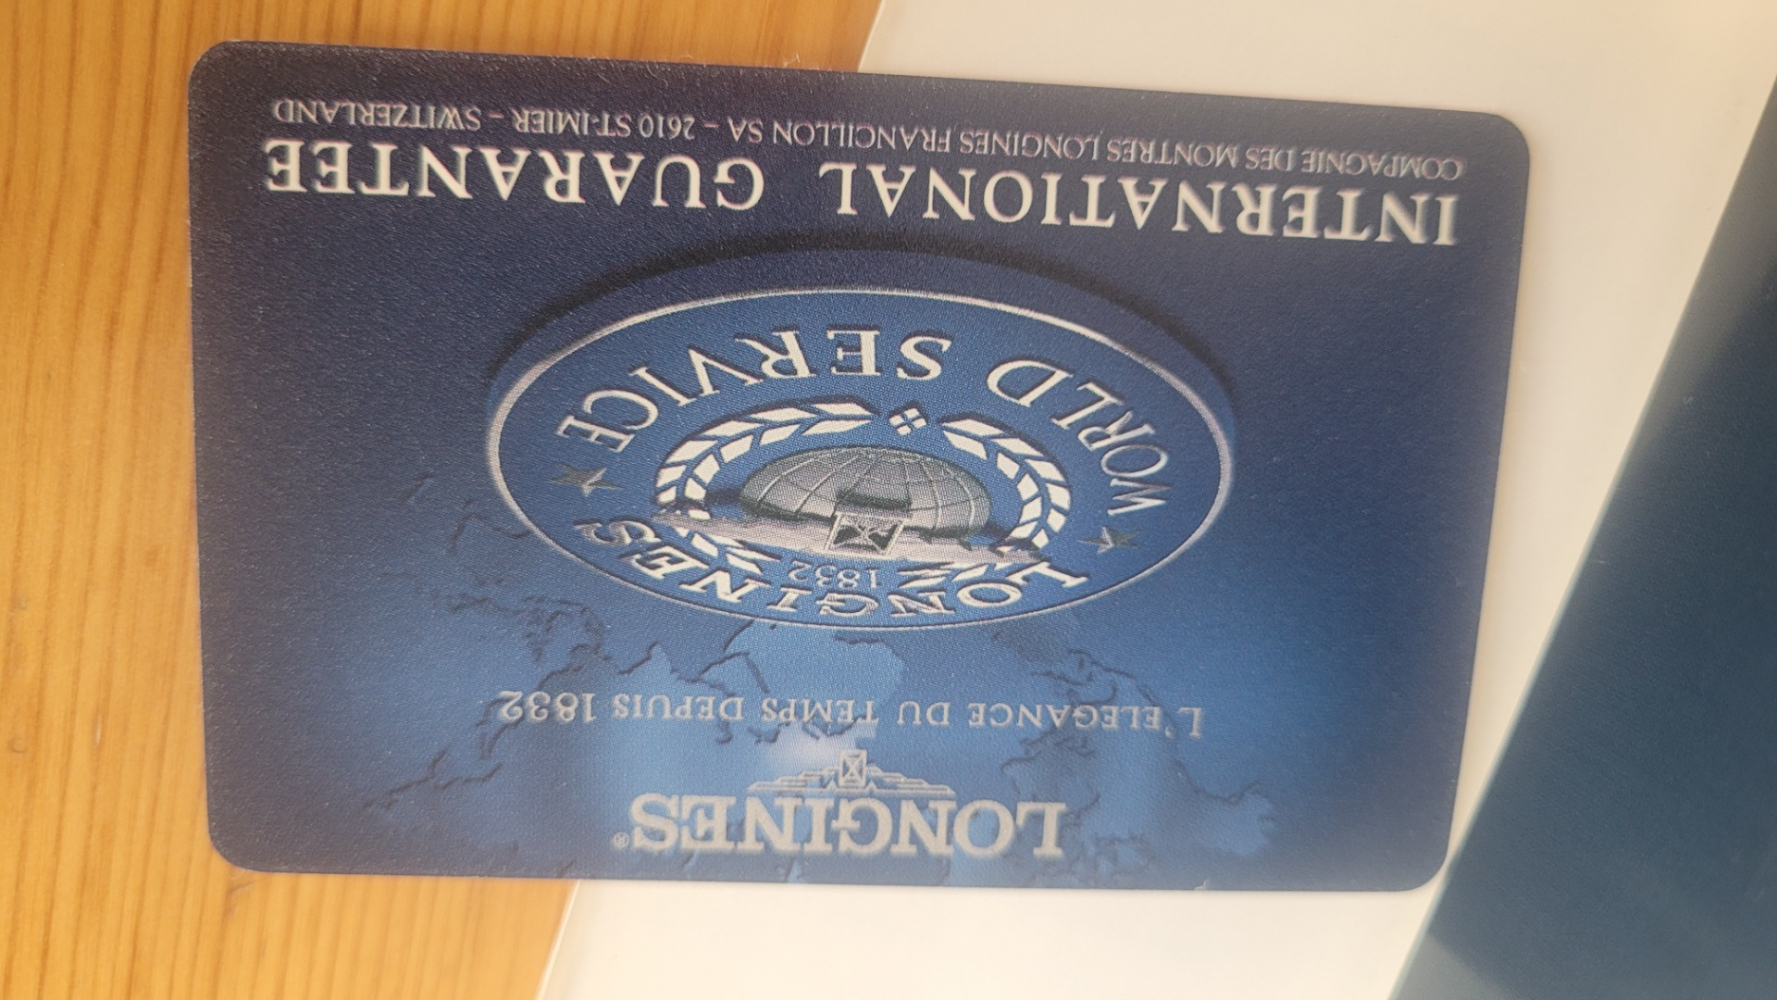 LONGINES®
L'ELEGANCE DU TEMPS DEPUIS 1832
LONGINES
1832
WORLD SERVICE
INTERNATIONAL GUARANTEE
COMPAGNIE DES MONTRES LONGINES FRANCILLON SA – 2610 ST-IMIER – SWITZERLAND